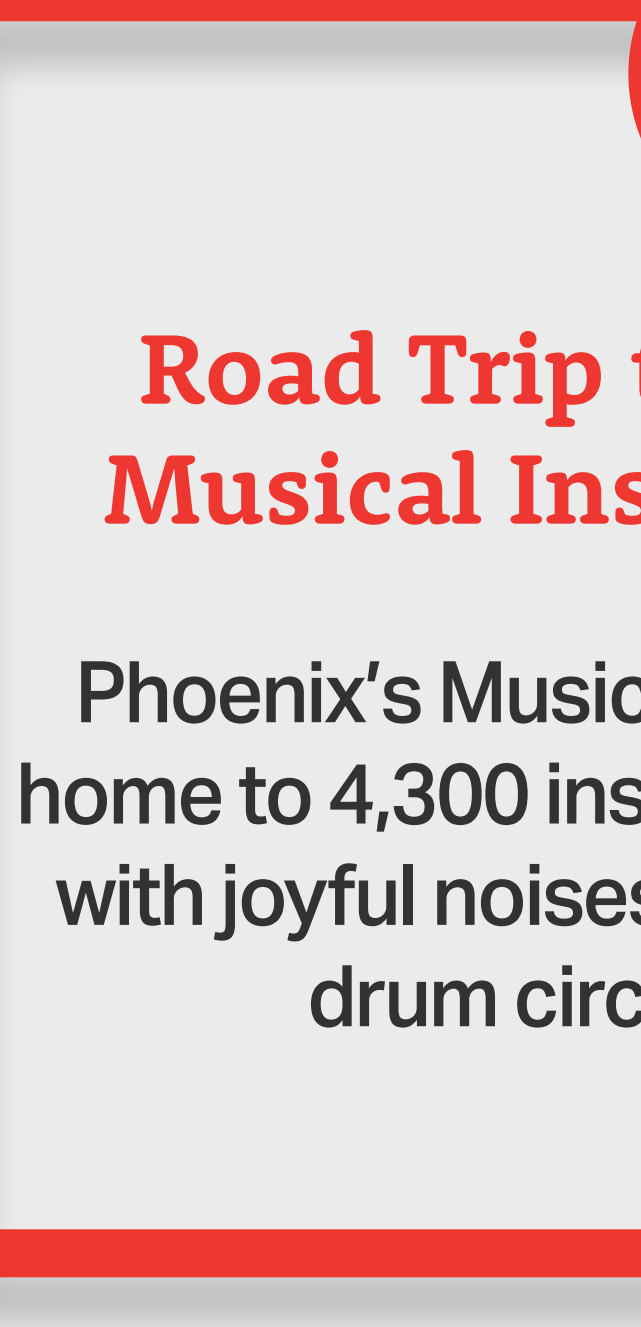 Road Trip
Musical Ins
Phoenix's Music
home to 4,300 ins
with joyful noises
drum circ